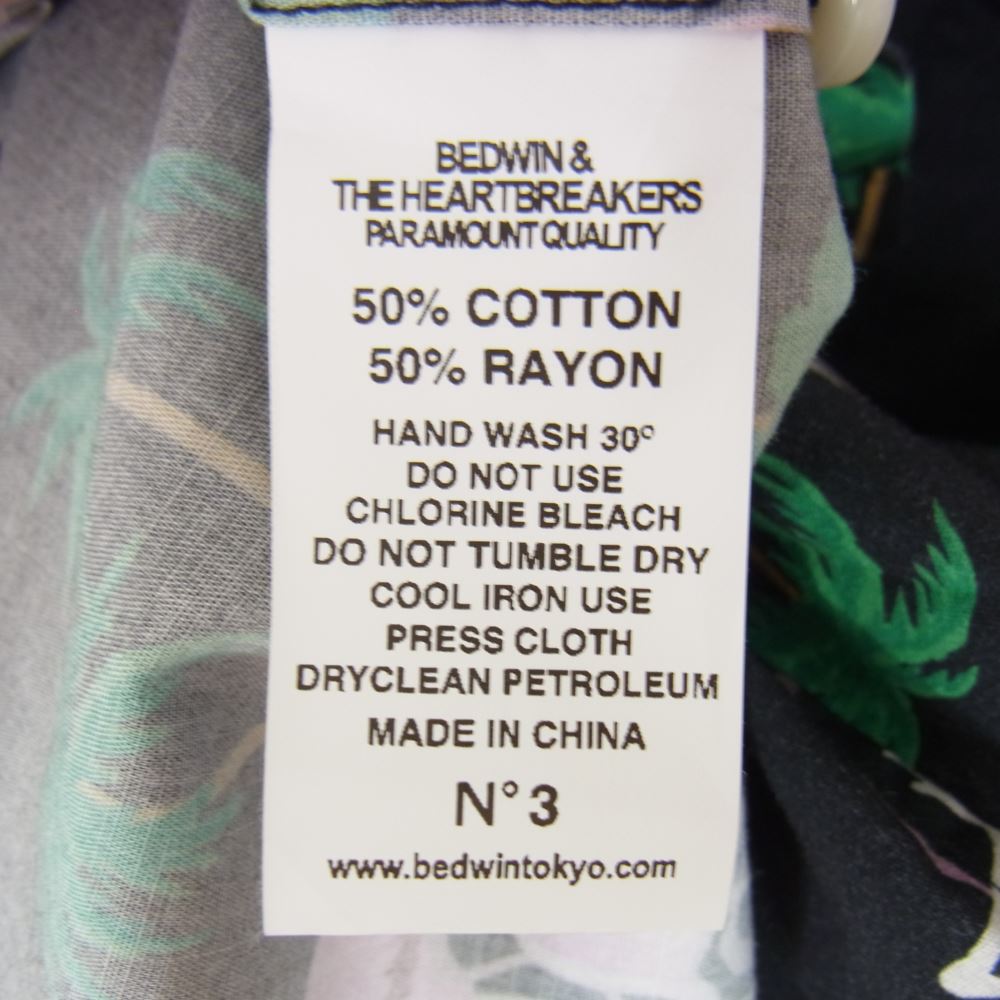 BEDWIN &
THE HEARTBREAKERS
PARAMOUNT QUALITY
50% COTTON
50% RAYON
HAND WASH 30°
DO NOT USE
CHLORINE BLEACH
DO NOT TUMBLE DRY
COOL IRON USE
PRESS CLOTH
DRYCLEAN PETROLEUM
MADE IN CHINA
N°3
www.bedwintokyo.com